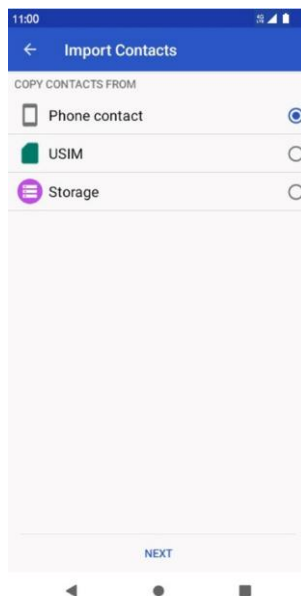 11:00
Import Contacts
COPY CONTACTS FROM
Phone contact
USIM
Storage
NEXT